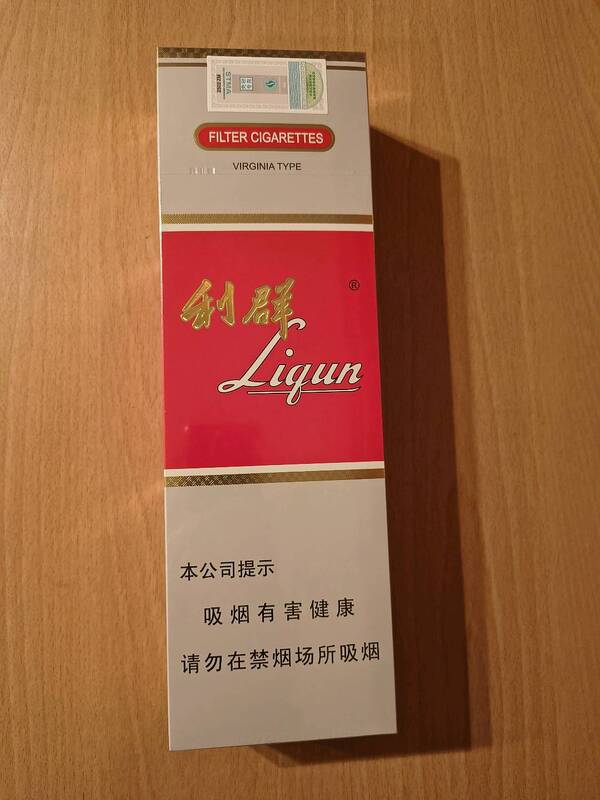 STMA
FILTER CIGARETTES
VIRGINIA TYPE
®
利群
Liqun
本公司提示
吸烟有害健康
请勿在禁烟场所吸烟